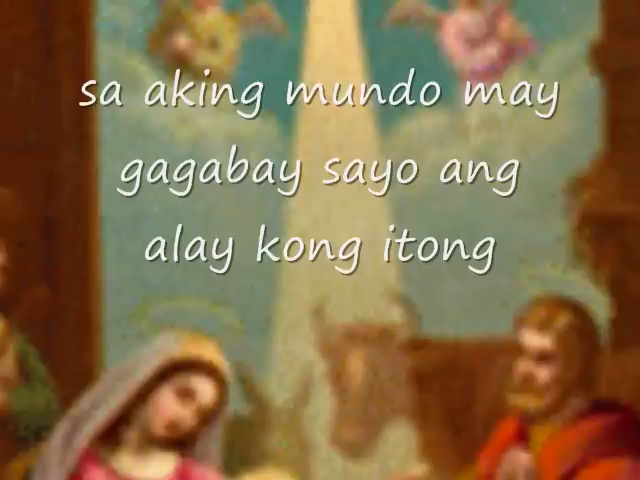 sa aking mundo may
gagabay sayo ang
alay kong itong